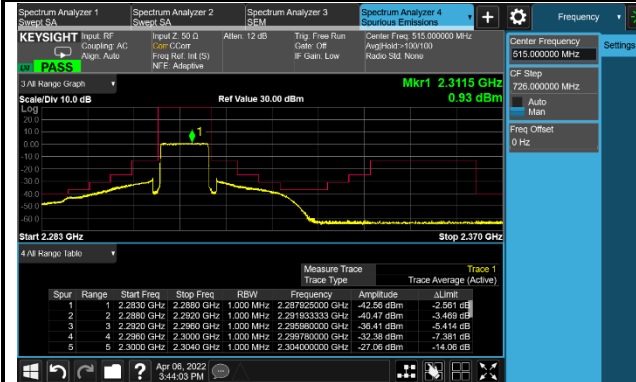 Spectrum Analyzer 1
Swept SA
Spectrum Analyzer 2
Swept SA
Spectrum Analyzer 3
SEM
Spectrum Analyzer 4
Spurious Emissions
Frequency
KEYSIGHT
Input: RF
Coupling: AC
Align: Auto
Input Z: 50 Ω
Corr CCorr
Freq Ref: Int (S)
NFE: Adaptive
Atten: 12 dB
Trig: Free Run
Gate: Off
IF Gain: Low
Center Freq: 515.000000 MHz
Avg|Hold:>100/100
Radio Std: None
PASS
Center Frequency
515.000000 MHz
Settings
CF Step
726.000000 MHz
Auto
Man
Freq Offset
0 Hz
3 All Range Graph
Mkr1 2.3115 GHz
Scale/Div 10.0 dB
Ref Value 30.00 dBm
0.93 dBm
Log
20.0
10.0
0.00
-10.0
-20.0
-30.0
-40.0
-50.0
-60.0
1
Start 2.283 GHz
Stop 2.370 GHz
4 All Range Table
Measure Trace
Trace 1
Trace Type
Trace Average (Active)
Spur Range Start Freq Stop Freq RBW Frequency Amplitude ΔLimit
1 1 2.2830 GHz 2.2880 GHz 1.000 MHz 2.287925000 GHz -42.56 dBm -2.561 dB
2 2 2.2880 GHz 2.2920 GHz 1.000 MHz 2.291933333 GHz -40.47 dBm -3.469 dB
3 3 2.2920 GHz 2.2960 GHz 1.000 MHz 2.295980000 GHz -36.41 dBm -5.414 dB
4 4 2.2960 GHz 2.3000 GHz 1.000 MHz 2.299780000 GHz -32.38 dBm -7.381 dB
5 5 2.3000 GHz 2.3040 GHz 1.000 MHz 2.304000000 GHz -27.06 dBm -14.06 dB
Apr 06, 2022
3:44:03 PM